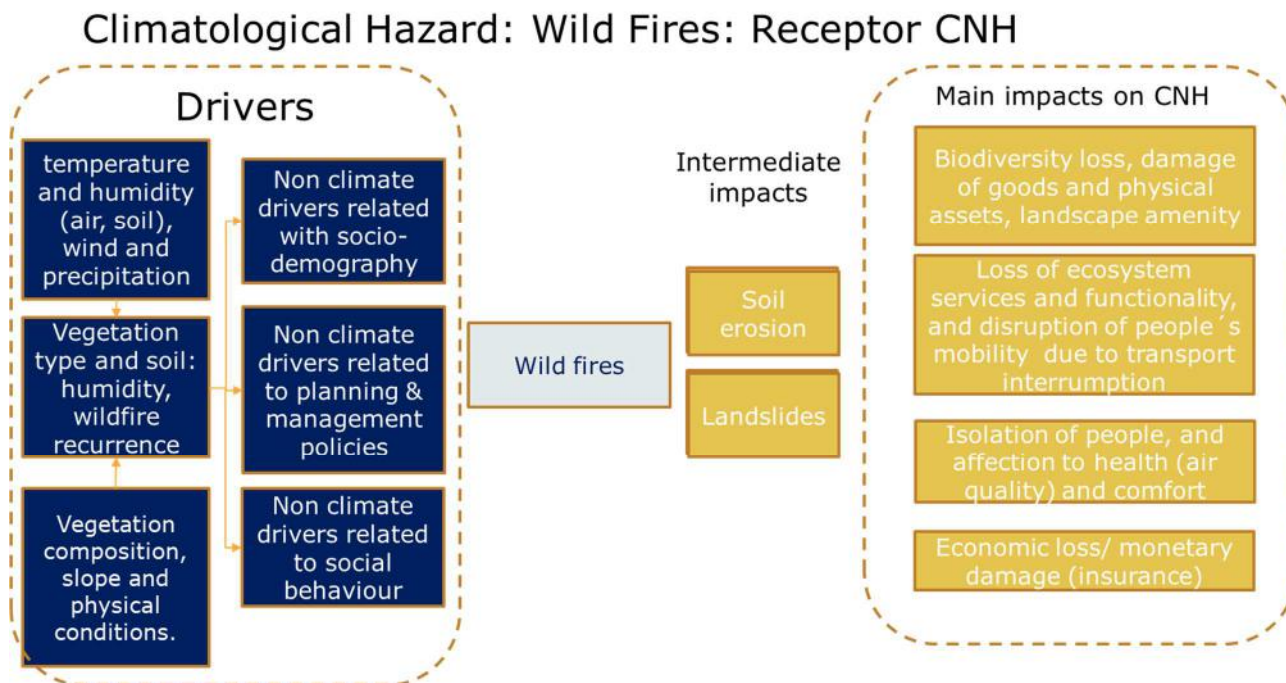 Climatological Hazard: Wild Fires: Receptor CNH
Drivers
temperature
and humidity
(air, soil),
wind and
precipitation
Vegetation
type and soil:
humidity,
wildfire
recurrence
Vegetation
composition,
slope and
physical
conditions.
Non climate
drivers related
with socio-
demography
Non climate
drivers related
to planning &
management
policies
Non climate
drivers related
to social
behaviour
Wild fires
Intermediate
impacts
Soil
erosion
Landslides
Main impacts on CNH
Biodiversity loss, damage
of goods and physical
assets, landscape amenity
Loss of ecosystem
services and functionality,
and disruption of people´s
mobility due to transport
interrumption
Isolation of people, and
affection to health (air
quality) and comfort
Economic loss/ monetary
damage (insurance)